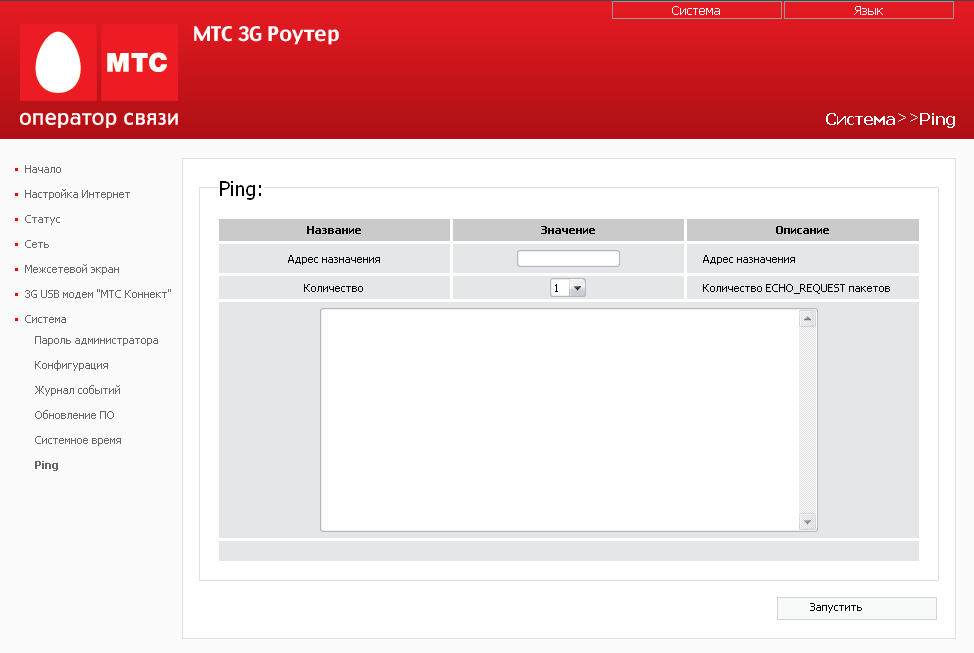 Система
Язык
МТС 3G Роутер
МТС
оператор связи
Система>>Ping
Начало
Настройка Интернет
Статус
Сеть
Межсетевой экран
3G USB модем "МТС Коннект"
Система
Пароль администратора
Конфигурация
Журнал событий
Обновление ПО
Системное время
Ping
Ping:
Название Значение Описание
Адрес назначения Адрес назначения
Количество 1 Количество ECHO_REQUEST пакетов
Запустить